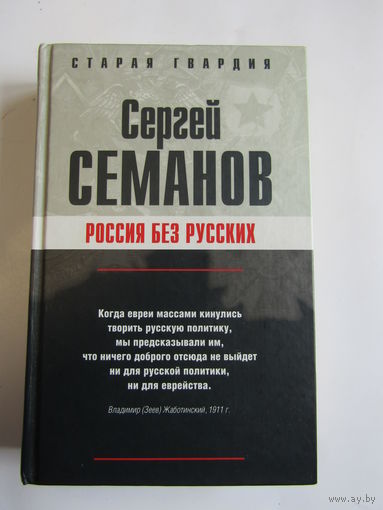 СТАРАЯ ГВАРДИЯ
Сергей
СЕМАНОВ
РОССИЯ БЕЗ РУССКИХ
Когда евреи массами кинулись
творить русскую политику,
мы предсказывали им,
что ничего доброго отсюда не выйдет
ни для русской политики,
ни для еврейства.
Владимир (Зеев) Жаботинский, 1911 г.
www.ay.by